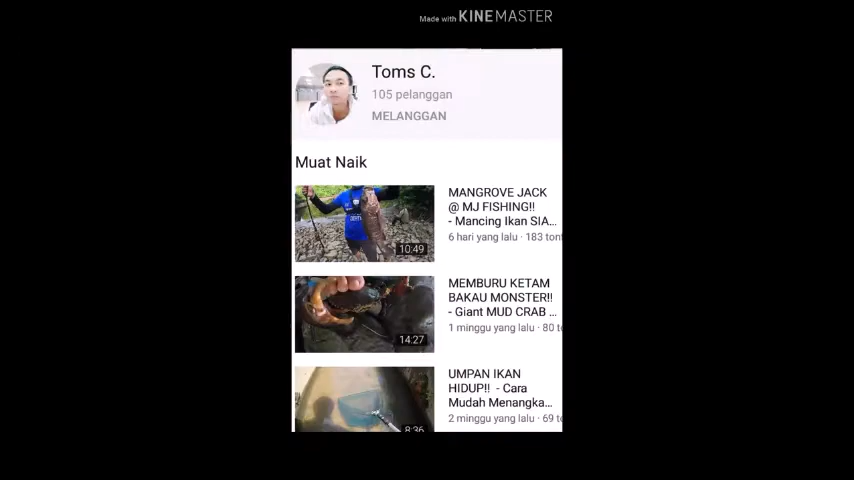 Made with KINEMASTER
Toms C.
105 pelanggan
MELANGGAN
Muat Naik
MANGROVE JACK
@ MJ FISHING!!
- Mancing Ikan SIA...
6 hari yang lalu · 183
10:49
MEMBURU KETAM
BAKAU MONSTER!!
- Giant MUD CRAB ...
1 minggu yang lalu · 80
14:27
UMPAN IKAN
HIDUP!! - Cara
Mudah Menangka...
2 minggu yang lalu · 69
8:36